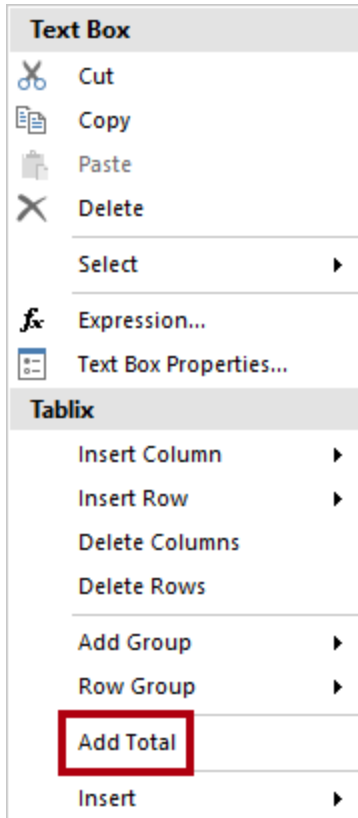 Text Box
Cut
Copy
Paste
Delete
Select
fx Expression...
Text Box Properties...
Tablix
Insert Column
Insert Row
Delete Columns
Delete Rows
Add Group
Row Group
Add Total
Insert